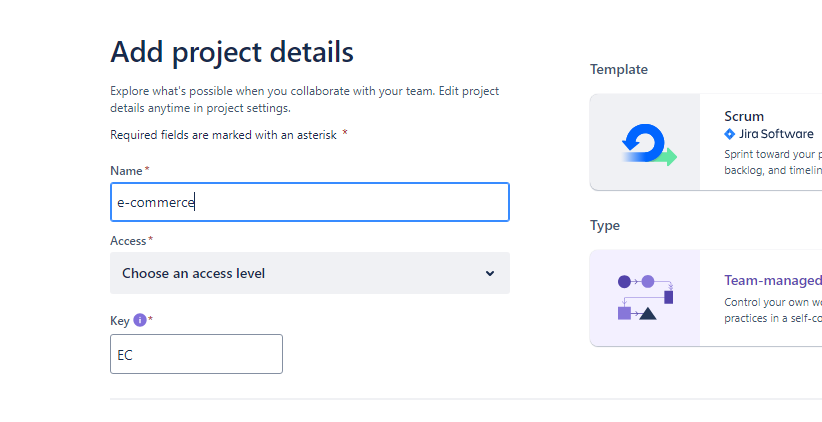 Add project details
Explore what's possible when you collaborate with your team. Edit project
details anytime in project settings.
Required fields are marked with an asterisk *
Name *
e-commerce
Access *
Choose an access level
Key *
EC
Template
Scrum
Jira Software
Sprint toward your
backlog, and
Type
Team-managed
Control your own
practices in a